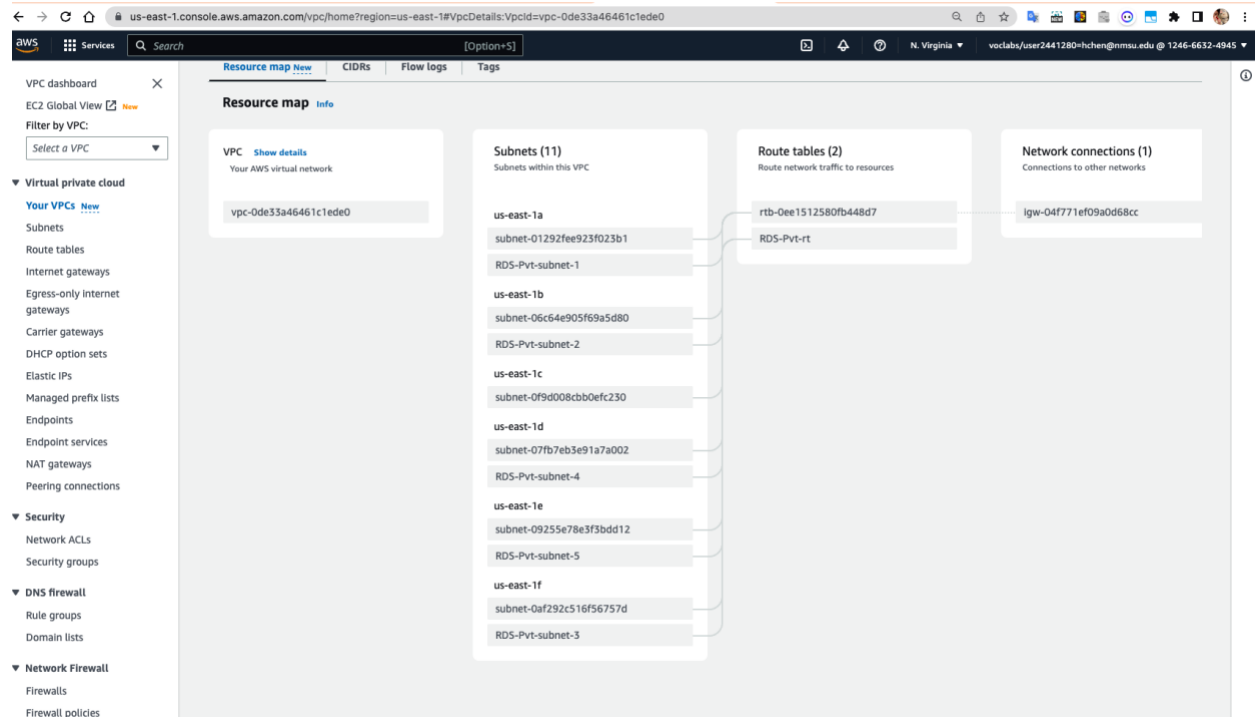 us-east-1.console.aws.amazon.com/vpc/home?region=us-east-1#VpcDetails:VpcId=vpc-0de33a46461c1ede0
aws Services Search [Option+S] N. Virginia ▼ voclabs/user2441280=hchen@nmsu.edu @ 1246-6632-4945 ▼
VPC dashboard
EC2 Global View New
Filter by VPC:
Select a VPC
Virtual private cloud
Your VPCs New
Subnets
Route tables
Internet gateways
Egress-only internet
gateways
Carrier gateways
DHCP option sets
Elastic IPs
Managed prefix lists
Endpoints
Endpoint services
NAT gateways
Peering connections
Security
Network ACLs
Security groups
DNS firewall
Rule groups
Domain lists
Network Firewall
Firewalls
Firewall policies
Resource map New CIDRs Flow logs Tags
Resource map Info
VPC Show details
Your AWS virtual network
vpc-0de33a46461c1ede0
Subnets (11)
Subnets within this VPC
us-east-1a
subnet-01292fee923f023b1
RDS-Pvt-subnet-1
us-east-1b
subnet-06c64e905f69a5d80
RDS-Pvt-subnet-2
us-east-1c
subnet-0f9d008cbb0efc230
us-east-1d
subnet-07fb7eb3e91a7a002
RDS-Pvt-subnet-4
us-east-1e
subnet-09255e78e3f3bdd12
RDS-Pvt-subnet-5
us-east-1f
subnet-0af292c516f56757d
RDS-Pvt-subnet-3
Route tables (2)
Route network traffic to resources
rtb-0ee1512580fb448d7
RDS-Pvt-rt
Network connections (1)
Connections to other networks
igw-04f771ef09a0d68cc